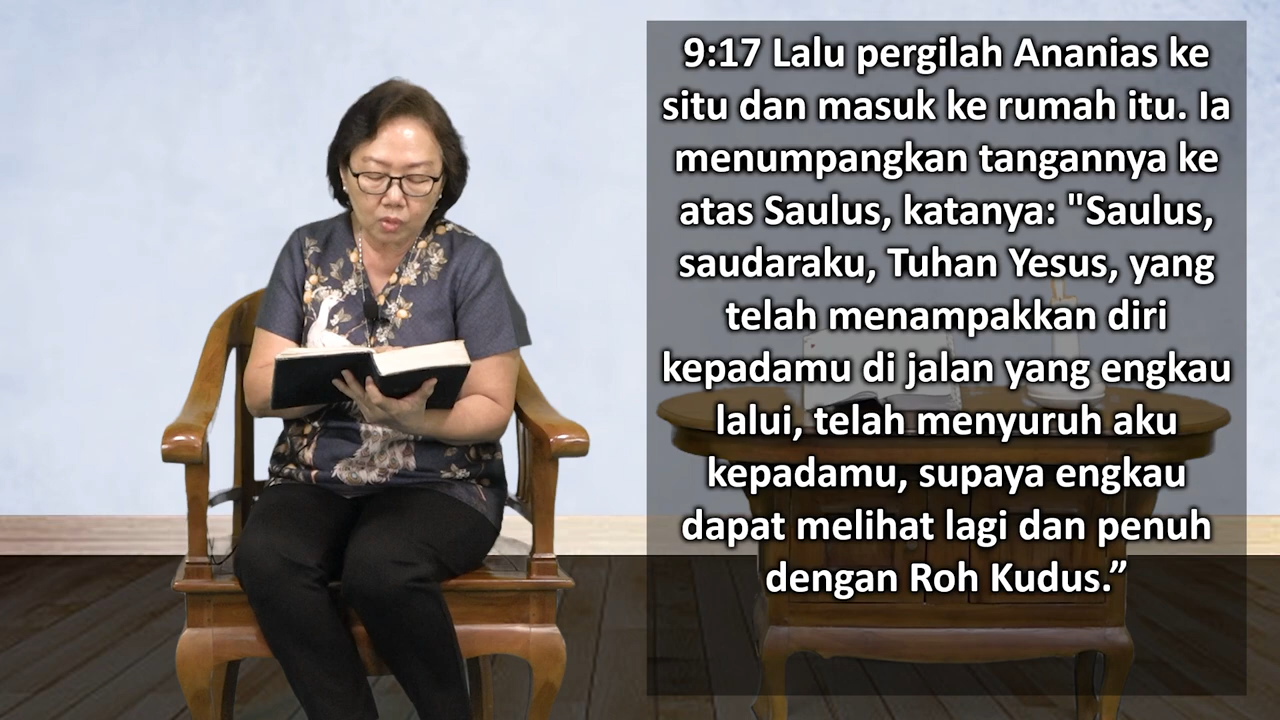 9:17 Lalu pergilah Ananias ke
situ dan masuk ke rumah itu. Ia
menumpangkan tangannya ke
atas Saulus, katanya: "Saulus,
saudaraku, Tuhan Yesus, yang
telah menampakkan diri
kepadamu di jalan yang engkau
lalui, telah menyuruh aku
kepadamu, supaya engkau
dapat melihat lagi dan penuh
dengan Roh Kudus.”